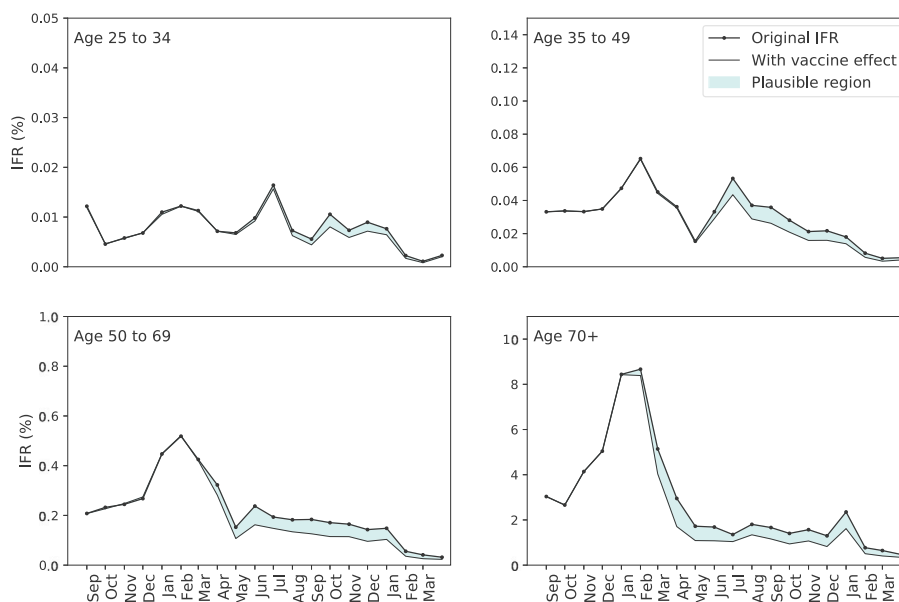 Age 25 to 34
0.05
0.04
0.03
0.02
0.01
0.00
IFR (%)
Age 35 to 49
0.14
0.12
0.10
0.08
0.06
0.04
0.02
0.00
Original IFR
With vaccine effect
Plausible region
Age 50 to 69
1.0
0.8
0.6
0.4
0.2
0.0
IFR (%)
Sep
Oct
Nov
Dec
Jan
Feb
Mar
Apr
May
Jun
Jul
Aug
Sep
Oct
Nov
Dec
Jan
Feb
Mar
Age 70+
10
8
6
4
2
0
Sep
Oct
Nov
Dec
Jan
Feb
Mar
Apr
May
Jun
Jul
Aug
Sep
Oct
Nov
Dec
Jan
Feb
Mar